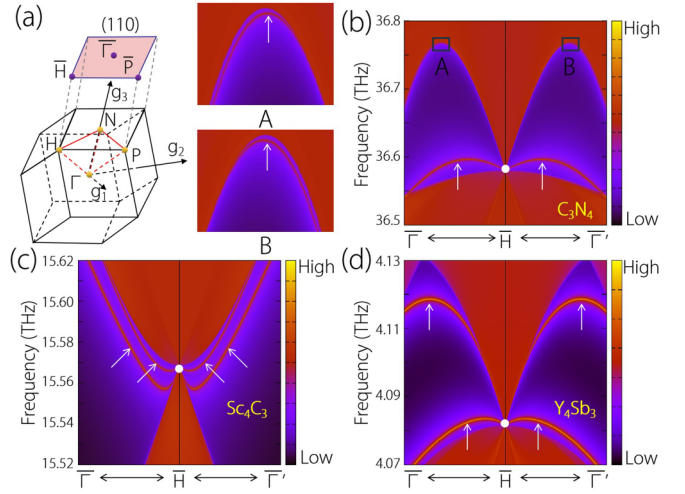 (a)
(110)
Γ̅
H̅
P̅
g₃
N
H
P
g₂
Γ
g₁
A
B
(b)
Frequency (THz)
36.8
36.7
36.6
36.5
A
B
C₃N₄
High
Low
Γ̅
H̅
Γ̅′
(c)
Frequency (THz)
15.62
15.60
15.58
15.56
15.54
15.52
Sc₄C₃
High
Low
Γ̅
H̅
Γ̅′
(d)
Frequency (THz)
4.13
4.11
4.09
4.07
Y₄Sb₃
High
Low
Γ̅
H̅
Γ̅′